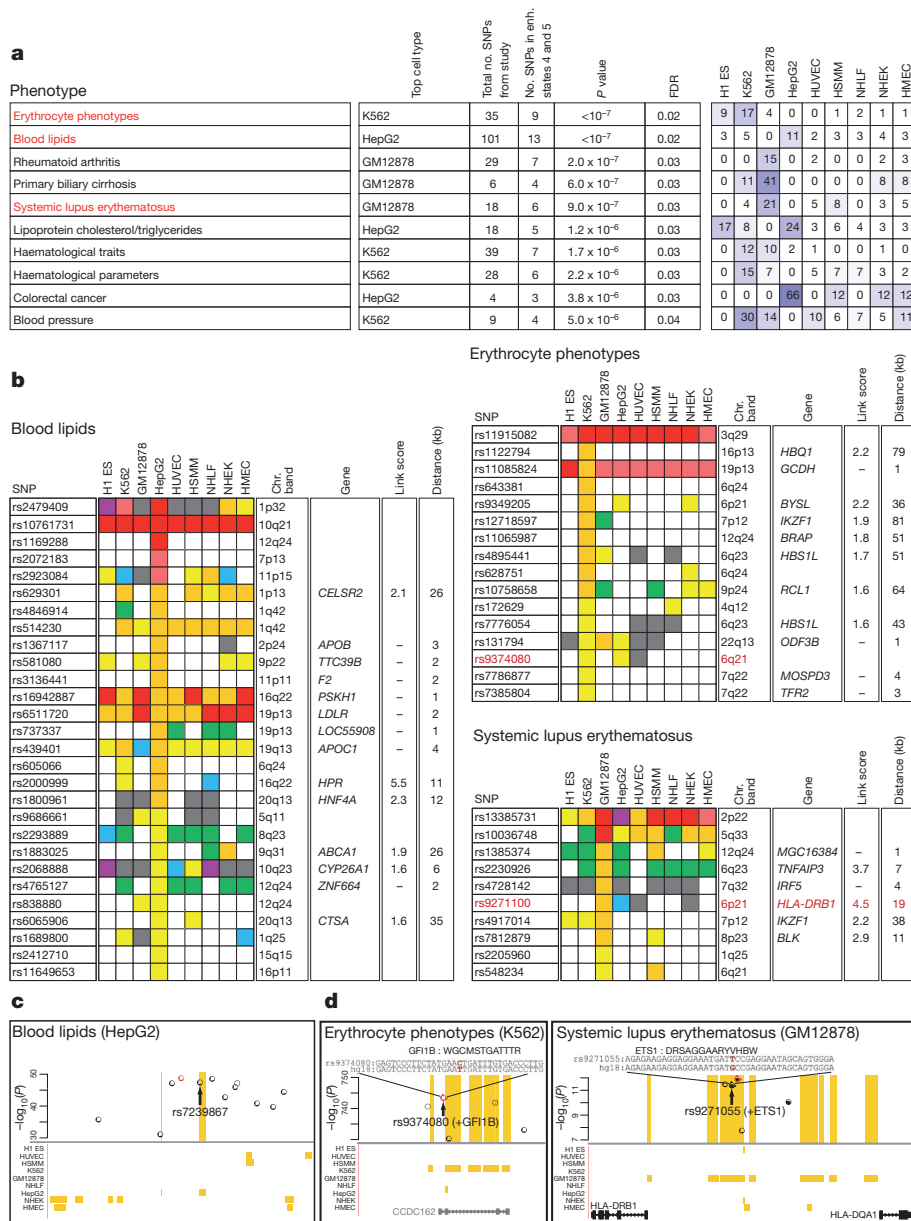 a
Phenotype
Top cell type
Total no. SNPs from study
No. SNPs in enh. states 4 and 5
P value
FDR
H1 ES K562 GM12878 HepG2 HUVEC HSMM NHLF NHEK HMEC
Erythrocyte phenotypes K562 35 9 <10⁻⁷ 0.02 9 17 4 0 0 1 2 1 1
Blood lipids HepG2 101 13 <10⁻⁷ 0.02 3 5 0 11 2 3 3 4 3
Rheumatoid arthritis GM12878 29 7 2.0 x 10⁻⁷ 0.03 0 0 15 0 2 0 0 2 3
Primary biliary cirrhosis GM12878 6 4 6.0 x 10⁻⁷ 0.03 0 11 41 0 0 0 0 8 8
Systemic lupus erythematosus GM12878 18 6 9.0 x 10⁻⁷ 0.03 0 4 21 0 5 8 0 3 5
Lipoprotein cholesterol/triglycerides HepG2 18 5 1.2 x 10⁻⁶ 0.03 17 8 0 24 3 6 4 3 3
Haematological traits K562 39 7 1.7 x 10⁻⁶ 0.03 0 12 10 2 1 0 0 1 0
Haematological parameters K562 28 6 2.2 x 10⁻⁶ 0.03 0 15 7 0 5 7 7 3 2
Colorectal cancer HepG2 4 3 3.8 x 10⁻⁶ 0.03 0 0 0 66 0 12 0 12 12
Blood pressure K562 9 4 5.0 x 10⁻⁶ 0.04 0 30 14 0 10 6 7 5 11
b
Blood lipids
SNP H1 ES K562 GM12878 HepG2 HUVEC HSMM NHLF NHEK HMEC Chr. band Gene Link score Distance (kb)
rs2479409 1p32
rs10761731 10q21
rs1169288 12q24
rs2072183 7p13
rs2923084 11p15
rs629301 1p13 CELSR2 2.1 26
rs4846914 1q42
rs514230 1q42
rs1367117 2p24 APOB – 3
rs581080 9p22 TTC39B – 2
rs3136441 11p11 F2 – 2
rs16942887 16q22 PSKH1 – 1
rs6511720 19p13 LDLR – 2
rs737337 19p13 LOC55908 – 1
rs439401 19q13 APOC1 – 4
rs605066 6q24
rs2000999 16q22 HPR 5.5 11
rs1800961 20q13 HNF4A 2.3 12
rs9686661 5q11
rs2293889 8q23
rs1883025 9q31 ABCA1 1.9 26
rs2068888 10q23 CYP26A1 1.6 6
rs4765127 12q24 ZNF664 – 2
rs838880 12q24
rs6065906 20q13 CTSA 1.6 35
rs1689800 1q25
rs2412710 15q15
rs11649653 16p11
Erythrocyte phenotypes
SNP H1 ES K562 GM12878 HepG2 HUVEC HSMM NHLF NHEK HMEC Chr. band Gene Link score Distance (kb)
rs11915082 3q29
rs1122794 16p13 HBQ1 2.2 79
rs11085824 19p13 GCDH – 1
rs643381 6q24
rs9349205 6p21 BYSL 2.2 36
rs12718597 7p12 IKZF1 1.9 81
rs11065987 12q24 BRAP 1.8 51
rs4895441 6q23 HBS1L 1.7 51
rs628751 6q24
rs10758658 9p24 RCL1 1.6 64
rs172629 4q12
rs7776054 6q23 HBS1L 1.6 43
rs131794 22q13 ODF3B – 1
rs9374080 6q21
rs7786877 7q22 MOSPD3 – 4
rs7385804 7q22 TFR2 – 3
Systemic lupus erythematosus
SNP H1 ES K562 GM12878 HepG2 HUVEC HSMM NHLF NHEK HMEC Chr. band Gene Link score Distance (kb)
rs13385731 2p22
rs10036748 5q33
rs1385374 12q24 MGC16384 – 1
rs2230926 6q23 TNFAIP3 3.7 7
rs4728142 7q32 IRF5 – 4
rs9271100 6p21 HLA-DRB1 4.5 19
rs4917014 7p12 IKZF1 2.2 38
rs7812879 8p23 BLK 2.9 11
rs2205960 1q25
rs548234 6q21
c
Blood lipids (HepG2)
–log₁₀(P)
50
40
30
rs7239867
H1 ES
HUVEC
HSMM
K562
GM12878
NHLF
HepG2
NHEK
HMEC
d
Erythrocyte phenotypes (K562)
GFI1B : WGCMSTGATTTR
rs9374080:GAGTCCCTTCTATGAACTGATTTGTGACCCTTG
hg18:GAGTCCCTTCTATGAATTGATTTGTGACCCTTG
–log₁₀(P)
750
740
rs9374080 (+GFI1B)
H1 ES
HUVEC
HSMM
K562
GM12878
NHLF
HepG2
NHEK
HMEC
CCDC162
Systemic lupus erythematosus (GM12878)
ETS1 : DRSAGGAARYVHBW
rs9271055:AGAGAAGAGGAGGAAATCCGAGGAATAGCAGTGGGA
hg18:AGAGAAGAGGAGGAAAGCCGAGGAATAGCAGTGGGA
–log₁₀(P)
11
9
7
rs9271055 (+ETS1)
H1 ES
HUVEC
HSMM
K562
GM12878
NHLF
HepG2
NHEK
HMEC
HLA-DRB1
HLA-DQA1